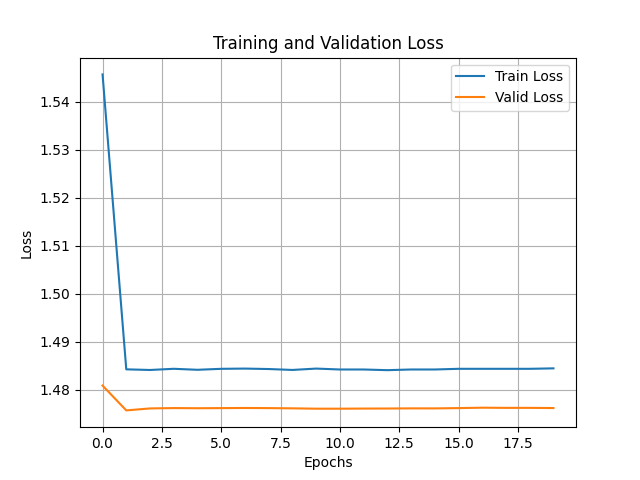 Training and Validation Loss
Train Loss
Valid Loss
1.54
1.53
1.52
1.51
1.50
1.49
1.48
Loss
0.0 2.5 5.0 7.5 10.0 12.5 15.0 17.5
Epochs